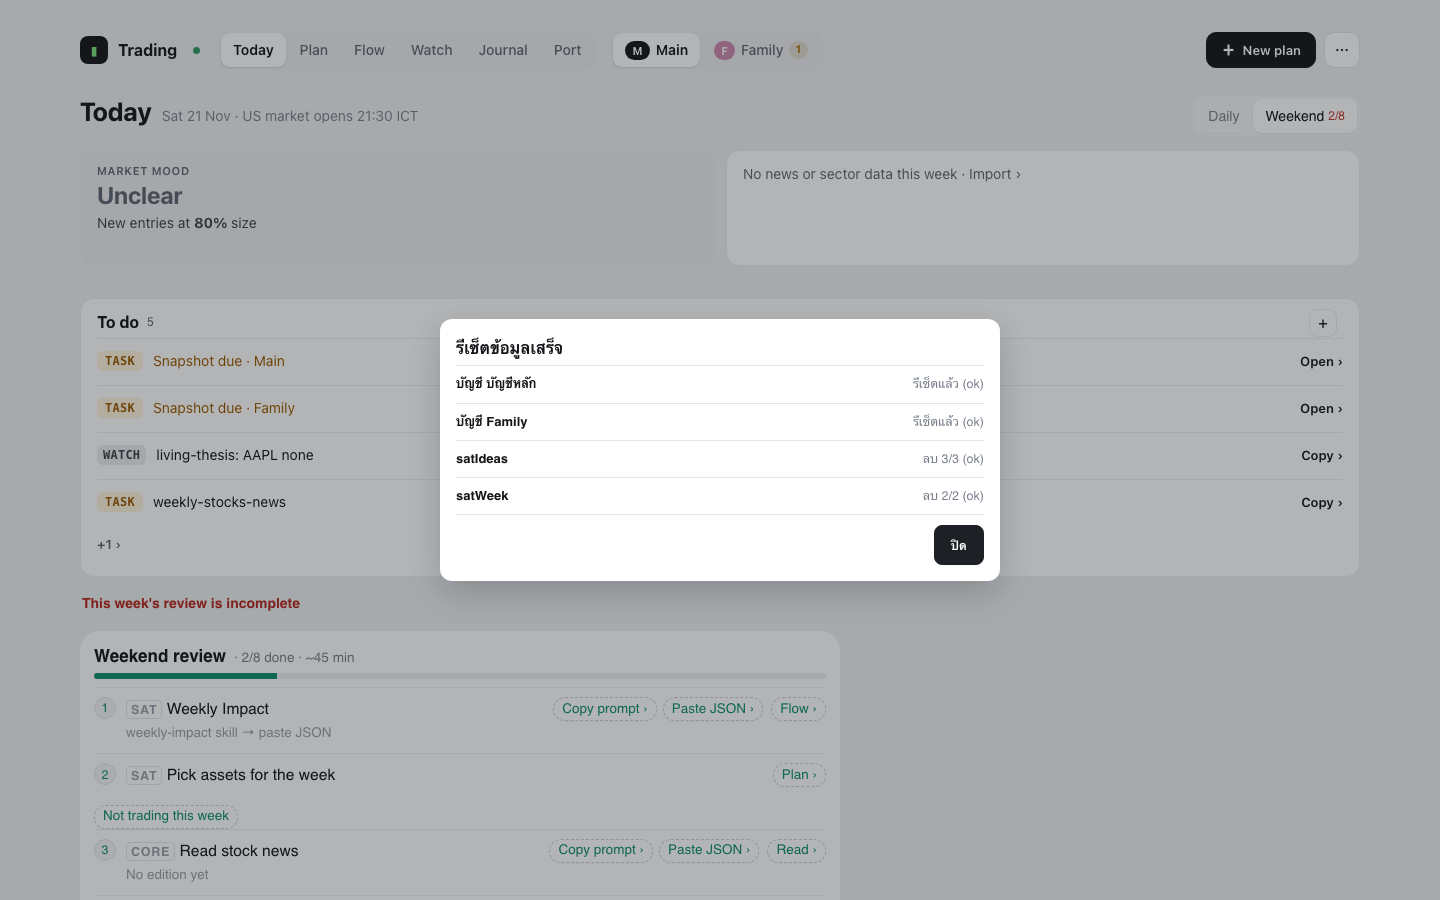 Trading
Today Plan Flow Watch Journal Port
M Main F Family 1
+ New plan ...
Today Sat 21 Nov · US market opens 21:30 ICT
Daily Weekend 2/8
MARKET MOOD
Unclear
New entries at 80% size
No news or sector data this week · Import ›
To do 5 +
TASK Snapshot due · Main Open ›
TASK Snapshot due · Family Open ›
WATCH living-thesis: AAPL none Copy ›
TASK weekly-stocks-news Copy ›
+1 ›
รีเซ็ตข้อมูลเสร็จ
บัญชี บัญชีหลัก รีเซ็ตแล้ว (ok)
บัญชี Family รีเซ็ตแล้ว (ok)
satIdeas ลบ 3/3 (ok)
satWeek ลบ 2/2 (ok)
ปิด
This week's review is incomplete
Weekend review · 2/8 done · ~45 min
1 SAT Weekly Impact Copy prompt › Paste JSON › Flow ›
weekly-impact skill → paste JSON
2 SAT Pick assets for the week Plan ›
Not trading this week
3 CORE Read stock news Copy prompt › Paste JSON › Read ›
No edition yet